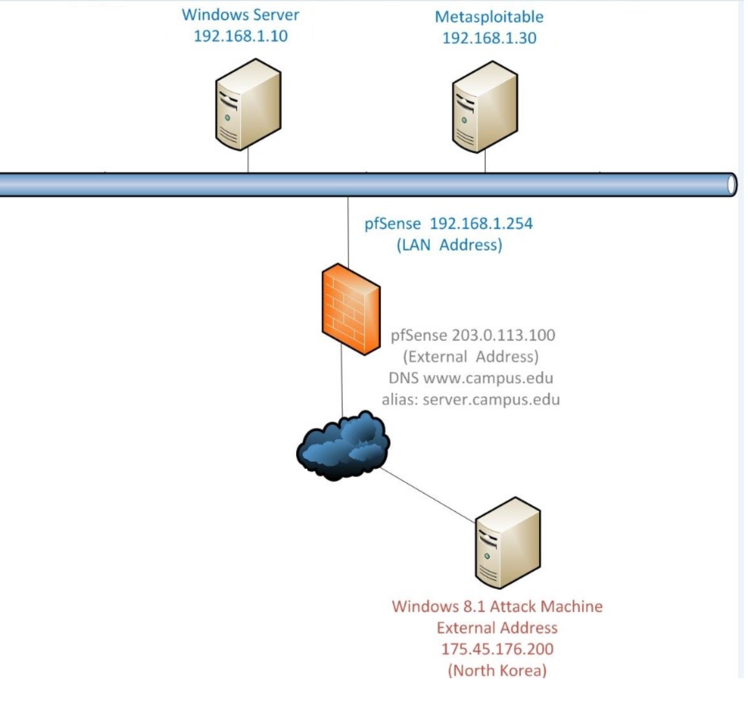 Windows Server
192.168.1.10
Metasploitable
192.168.1.30
pfSense 192.168.1.254
(LAN Address)
pfSense 203.0.113.100
(External Address)
DNS www.campus.edu
alias: server.campus.edu
Windows 8.1 Attack Machine
External Address
175.45.176.200
(North Korea)